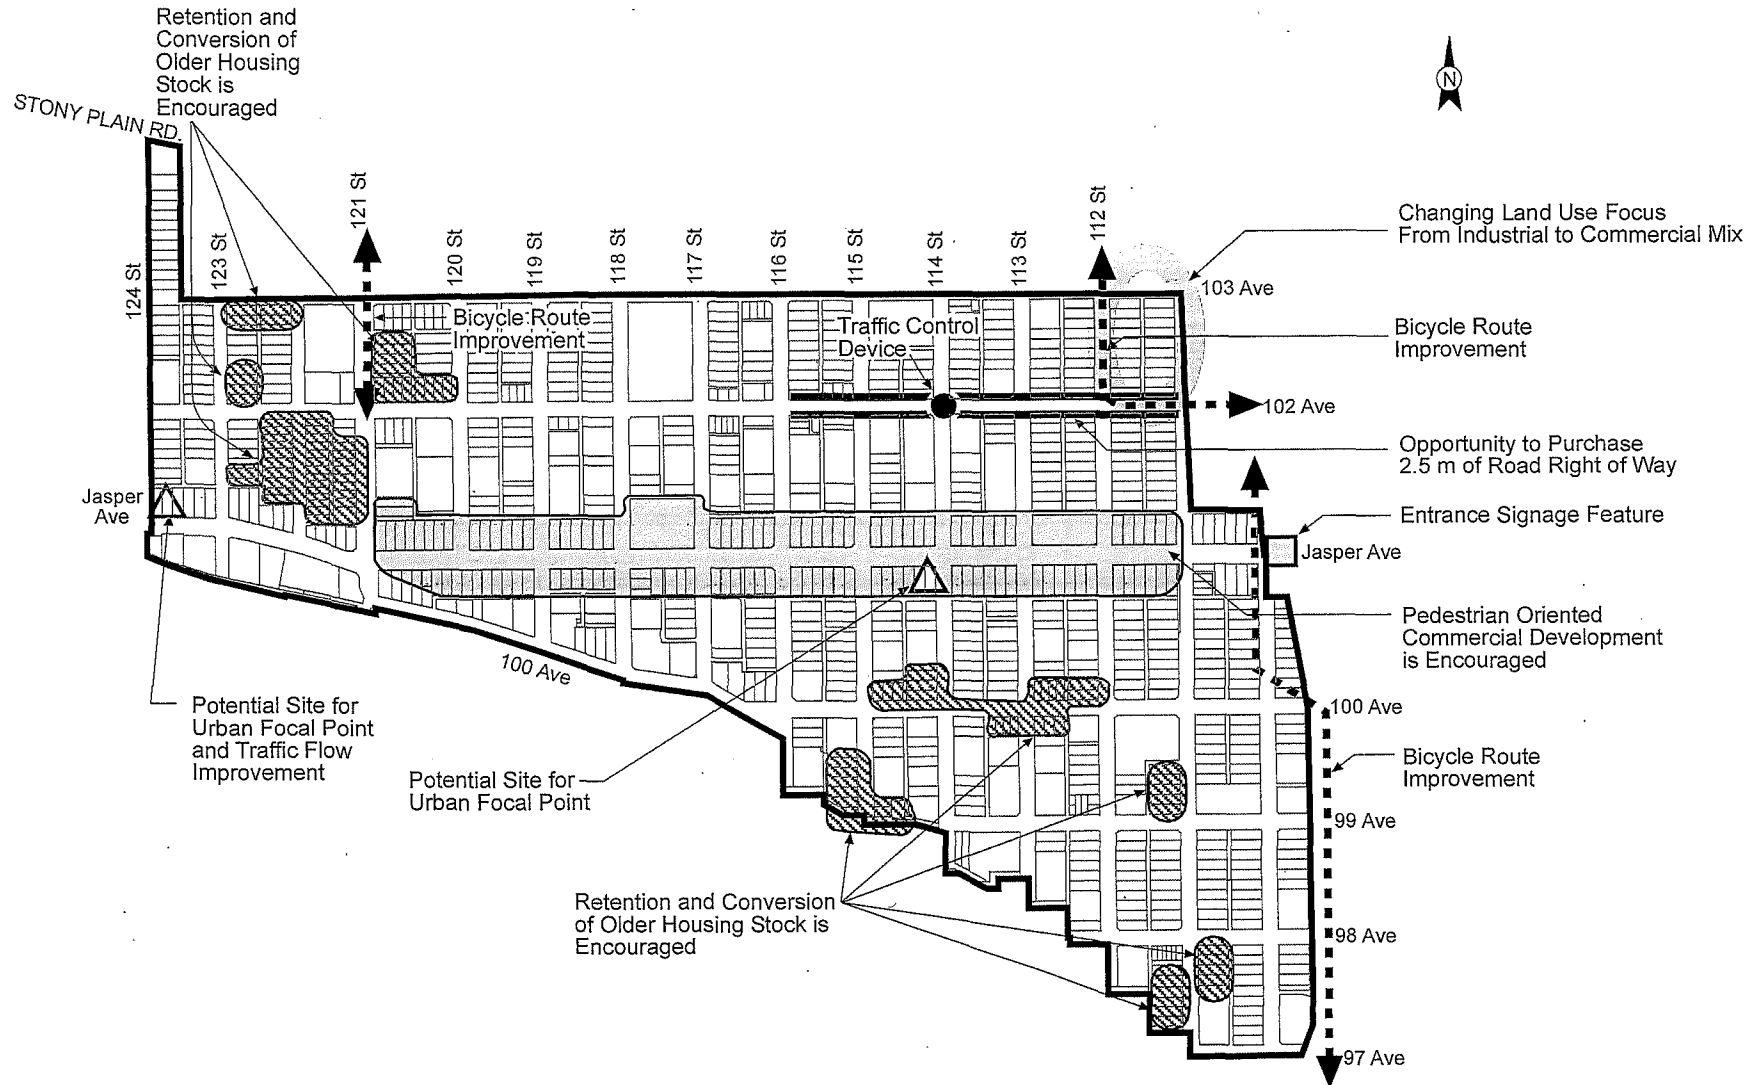 Retention and
Conversion of
Older Housing
Stock is
Encouraged
STONY PLAIN RD.
N
124 St
123 St
121 St
120 St
119 St
118 St
117 St
116 St
115 St
114 St
113 St
112 St
Changing Land Use Focus
From Industrial to Commercial Mix
103 Ave
Bicycle Route
Improvement
Traffic Control
Device
Bicycle Route
Improvement
102 Ave
Opportunity to Purchase
2.5 m of Road Right of Way
Jasper
Ave
Entrance Signage Feature
Jasper Ave
Pedestrian Oriented
Commercial Development
is Encouraged
100 Ave
Potential Site for
Urban Focal Point
and Traffic Flow
Improvement
Potential Site for
Urban Focal Point
100 Ave
Bicycle Route
Improvement
99 Ave
Retention and Conversion
of Older Housing Stock is
Encouraged
98 Ave
97 Ave